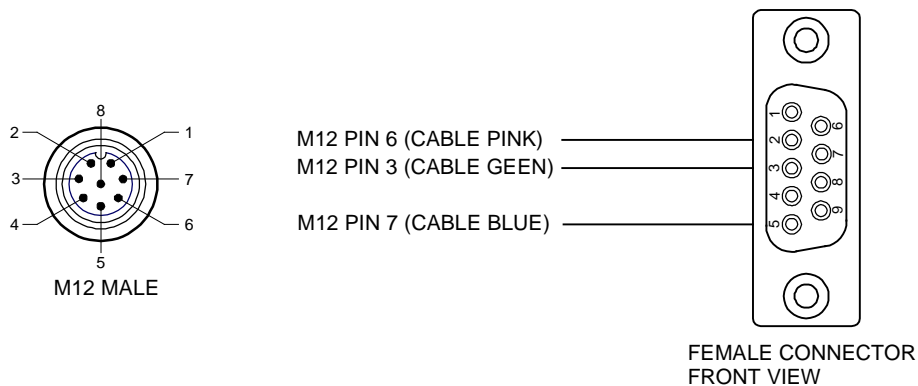 8
2
1
3
7
4
6
5
M12 MALE
M12 PIN 6 (CABLE PINK)
M12 PIN 3 (CABLE GEEN)
M12 PIN 7 (CABLE BLUE)
1
6
2
7
3
8
4
9
5
FEMALE CONNECTOR
FRONT VIEW